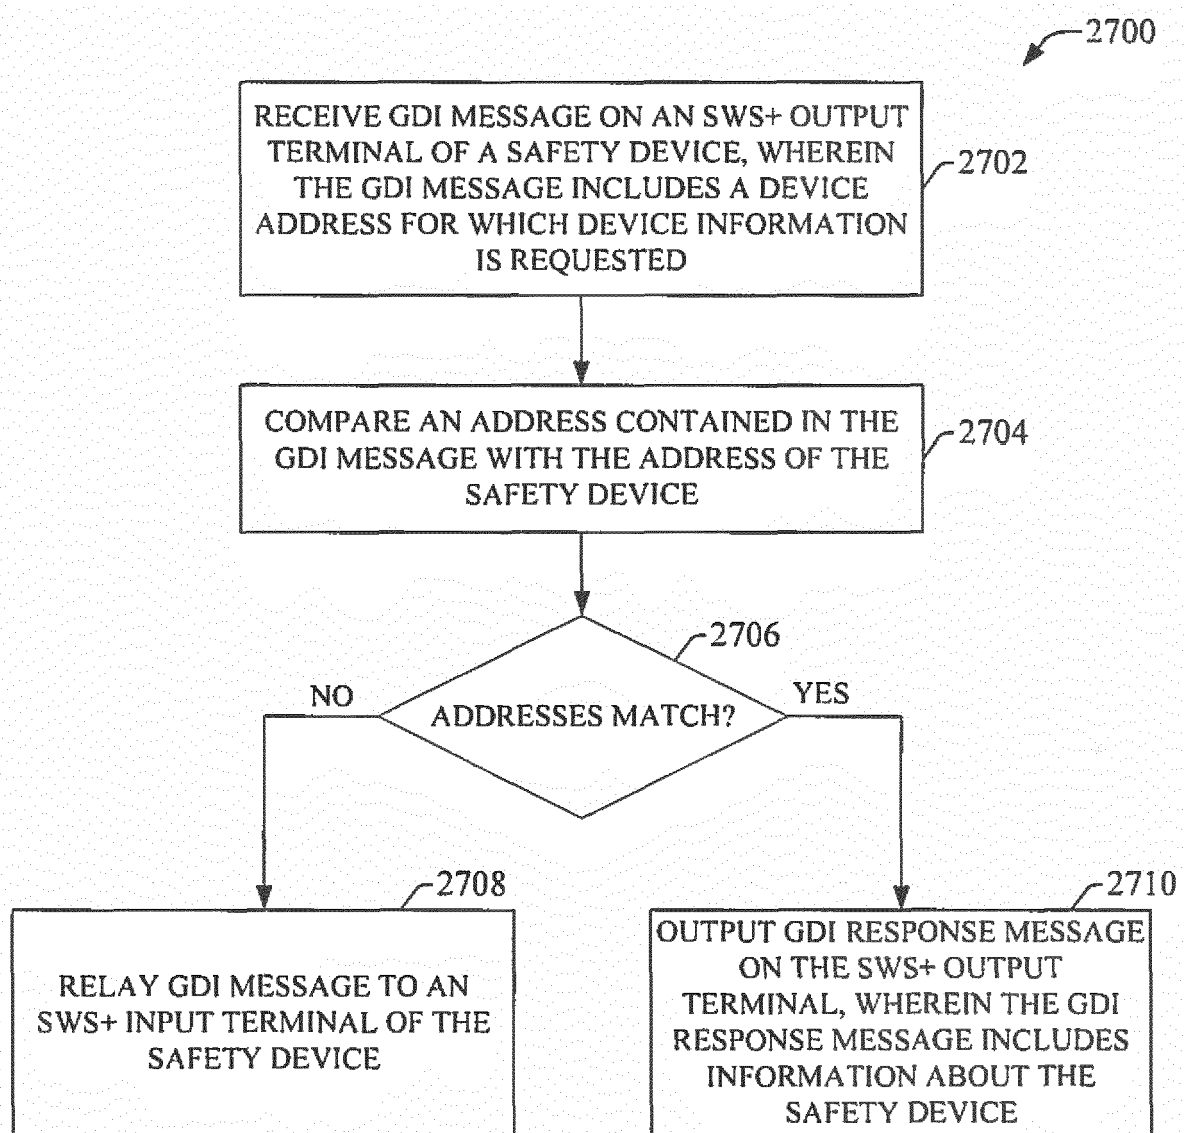 2700
RECEIVE GDI MESSAGE ON AN SWS+ OUTPUT
TERMINAL OF A SAFETY DEVICE, WHEREIN
THE GDI MESSAGE INCLUDES A DEVICE
ADDRESS FOR WHICH DEVICE INFORMATION
IS REQUESTED
2702
COMPARE AN ADDRESS CONTAINED IN THE
GDI MESSAGE WITH THE ADDRESS OF THE
SAFETY DEVICE
2704
2706
NO
ADDRESSES MATCH?
YES
2708
RELAY GDI MESSAGE TO AN
SWS+ INPUT TERMINAL OF THE
SAFETY DEVICE
2710
OUTPUT GDI RESPONSE MESSAGE
ON THE SWS+ OUTPUT
TERMINAL, WHEREIN THE GDI
RESPONSE MESSAGE INCLUDES
INFORMATION ABOUT THE
SAFETY DEVICE